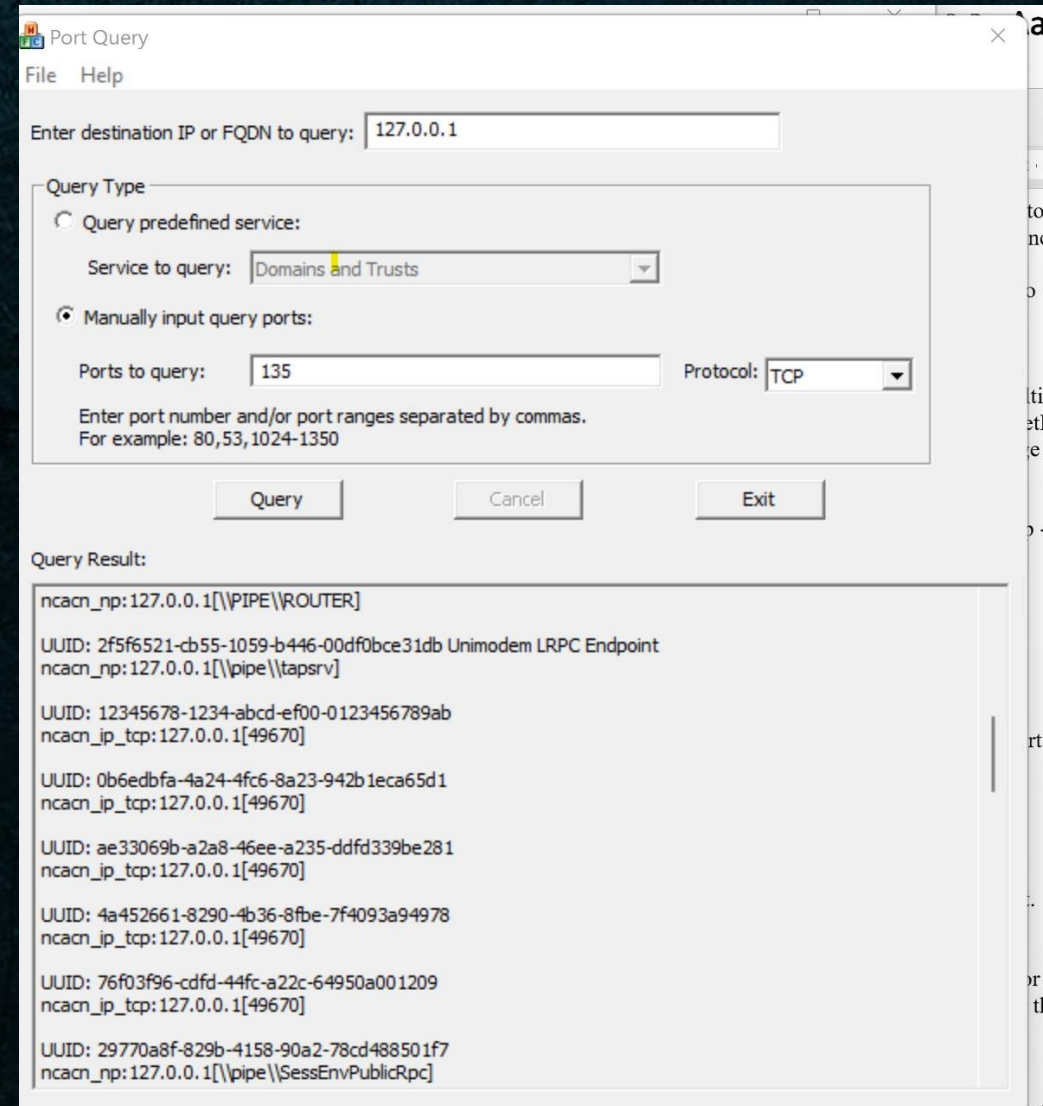 Port Query
File Help
Enter destination IP or FQDN to query: 127.0.0.1
Query Type
Query predefined service:
Service to query: Domains and Trusts
Manually input query ports:
Ports to query: 135 Protocol: TCP
Enter port number and/or port ranges separated by commas.
For example: 80,53,1024-1350
Query Cancel Exit
Query Result:
ncacn_np:127.0.0.1[\\PIPE\\ROUTER]
UUID: 2f5f6521-cb55-1059-b446-00df0bce31db Unimodem LRPC Endpoint
ncacn_np:127.0.0.1[\\pipe\\tapsrv]
UUID: 12345678-1234-abcd-ef00-0123456789ab
ncacn_ip_tcp:127.0.0.1[49670]
UUID: 0b6edbfa-4a24-4fc6-8a23-942b1eca65d1
ncacn_ip_tcp:127.0.0.1[49670]
UUID: ae33069b-a2a8-46ee-a235-ddfd339be281
ncacn_ip_tcp:127.0.0.1[49670]
UUID: 4a452661-8290-4b36-8fbe-7f4093a94978
ncacn_ip_tcp:127.0.0.1[49670]
UUID: 76f03f96-cdfd-44fc-a22c-64950a001209
ncacn_ip_tcp:127.0.0.1[49670]
UUID: 29770a8f-829b-4158-90a2-78cd488501f7
ncacn_np:127.0.0.1[\\pipe\\SessEnvPublicRpc]